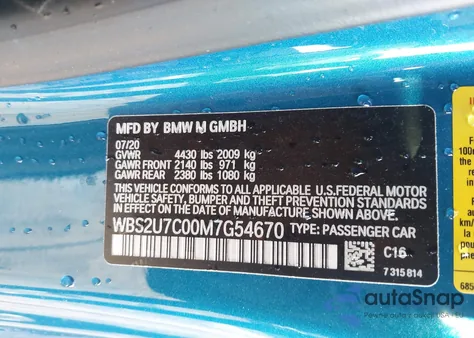 MFD BY BMW M GMBH
07/20
GVWR 4430 lbs 2009 kg
GAWR FRONT 2140 lbs 971 kg
GAWR REAR 2380 lbs 1080 kg
THIS VEHICLE CONFORMS TO ALL APPLICABLE U.S.FEDERAL MOTOR
VEHICLE SAFETY, BUMPER AND THEFT PREVENTION STANDARDS
IN EFFECT ON THE DATE OF MANUFACTURE SHOWN ABOVE.
WBS2U7C00M7G54670 TYPE: PASSENGER CAR
C16
7 315 814
autoSnap